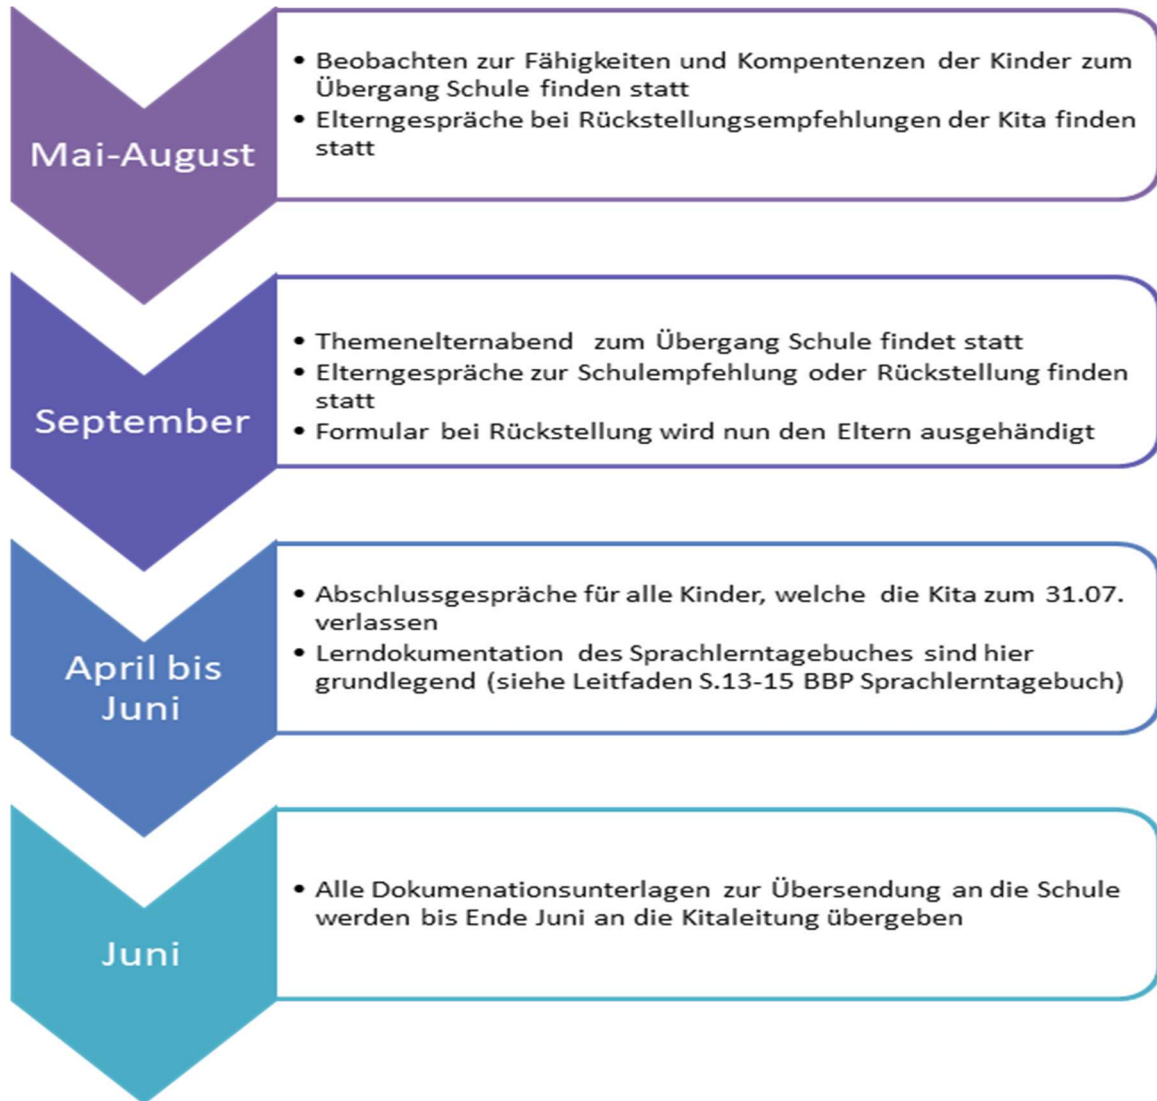 Mai-August
• Beobachten zur Fähigkeiten und Kompentenzen der Kinder zum
Übergang Schule finden statt
• Elterngespräche bei Rückstellungsempfehlungen der Kita finden
statt
September
• Themenelternabend zum Übergang Schule findet statt
• Elterngespräche zur Schulempfehlung oder Rückstellung finden
statt
• Formular bei Rückstellung wird nun den Eltern ausgehändigt
April bis
Juni
• Abschlussgespräche für alle Kinder, welche die Kita zum 31.07.
verlassen
• Lerndokumentation des Sprachlerntagebuches sind hier
grundlegend (siehe Leitfaden S.13-15 BBP Sprachlerntagebuch)
Juni
• Alle Dokumenationsunterlagen zur Übersendung an die Schule
werden bis Ende Juni an die Kitaleitung übergeben